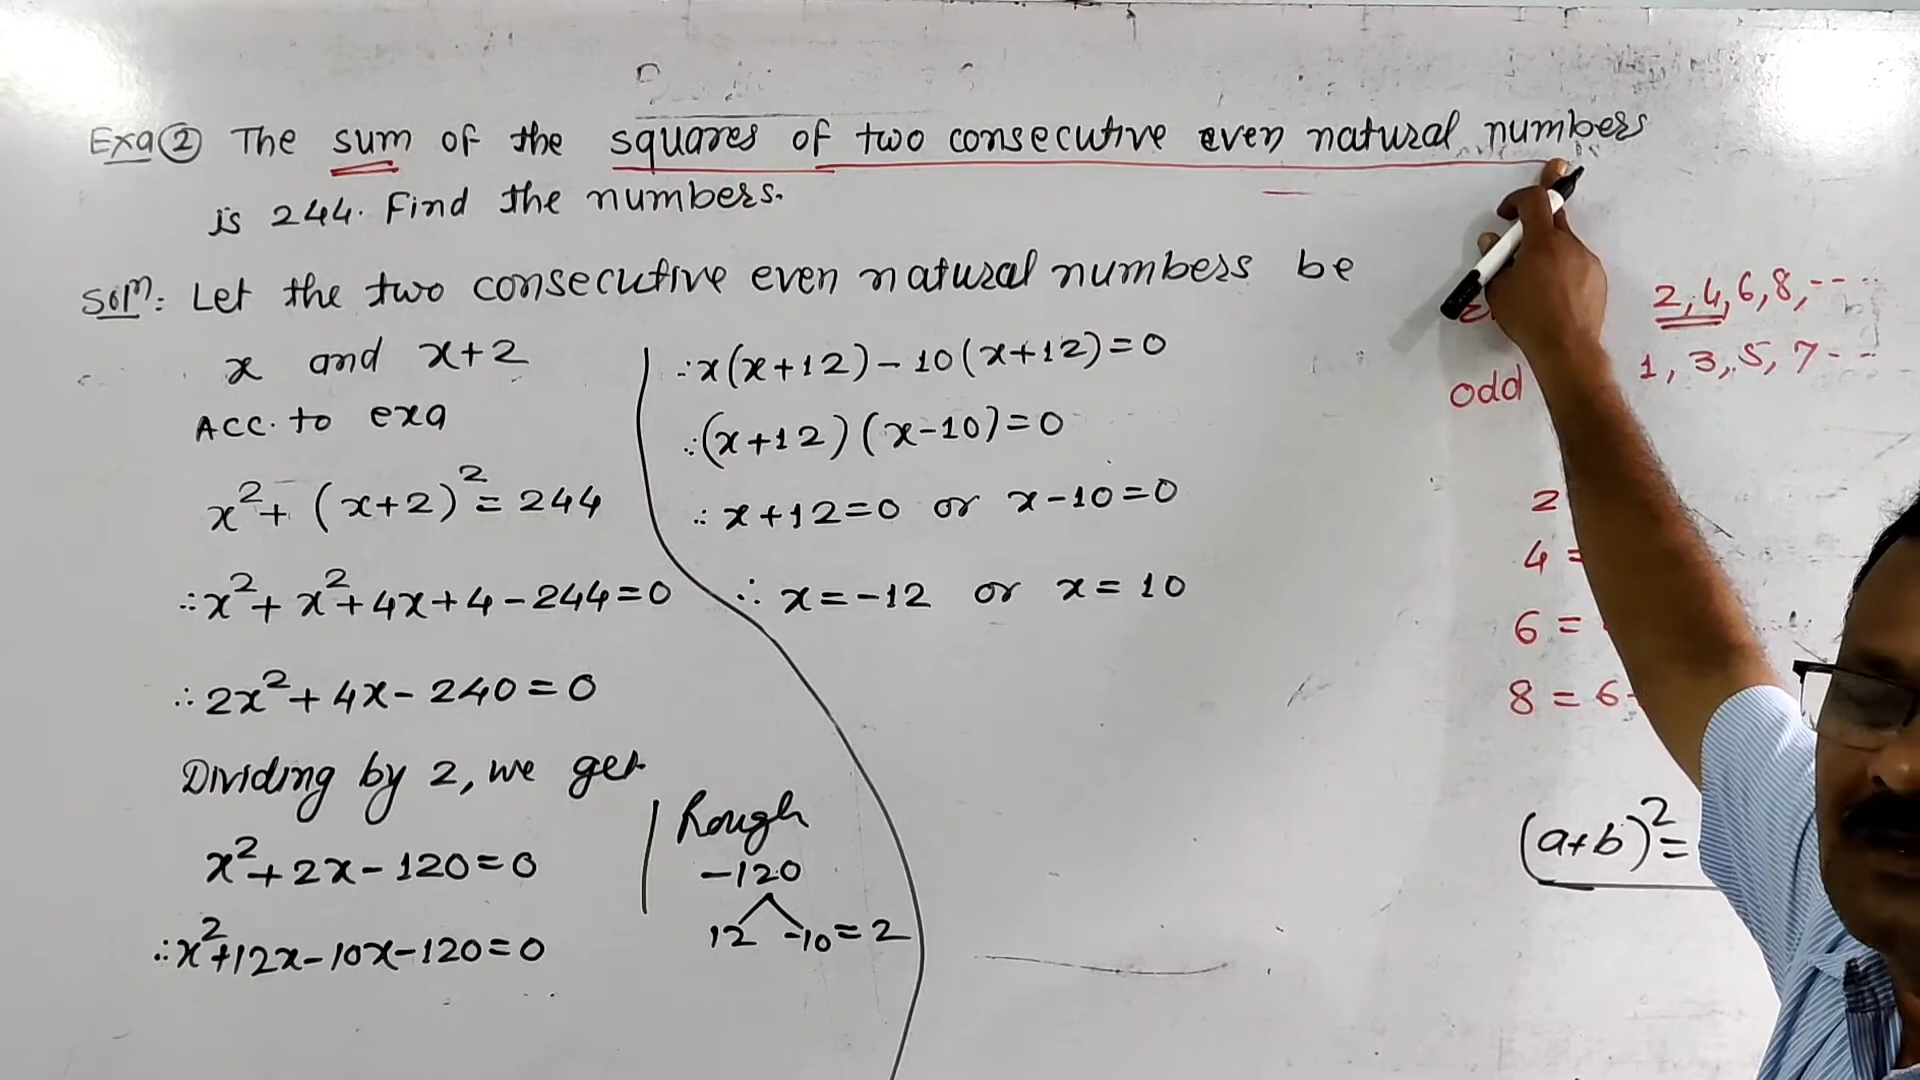 Exa② The sum of the squares of two consecutive even natural numbers
is 244. Find the numbers.
Solⁿ: Let the two consecutive even natural numbers be
x and x+2
Acc. to exa
x²+(x+2)²=244
∴x²+x²+4x+4-244=0
∴2x²+4x-240=0
Dividing by 2, we get
x²+2x-120=0
∴x²+12x-10x-120=0
Rough
-120
12 -10=2
∴x(x+12)-10(x+12)=0
∴(x+12)(x-10)=0
∴x+12=0 or x-10=0
∴x=-12 or x=10
2,4,6,8,----
odd 1,3,5,7---
2
4=
6=
8=6
(a+b)²=